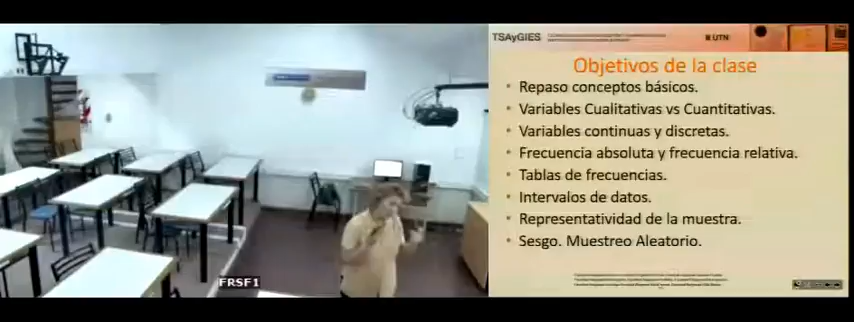 TSAyGIES
UTN
Objetivos de la clase
• Repaso conceptos básicos.
• Variables Cualitativas vs Cuantitativas.
• Variables continuas y discretas.
• Frecuencia absoluta y frecuencia relativa.
• Tablas de frecuencias.
• Intervalos de datos.
• Representatividad de la muestra.
• Sesgo. Muestreo Aleatorio.
FRSF1